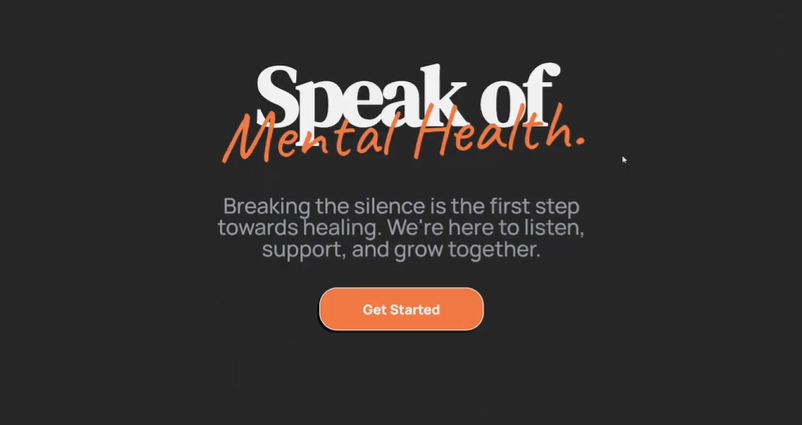 Speak of
Mental Health.
Breaking the silence is the first step
towards healing. We're here to listen,
support, and grow together.
Get Started